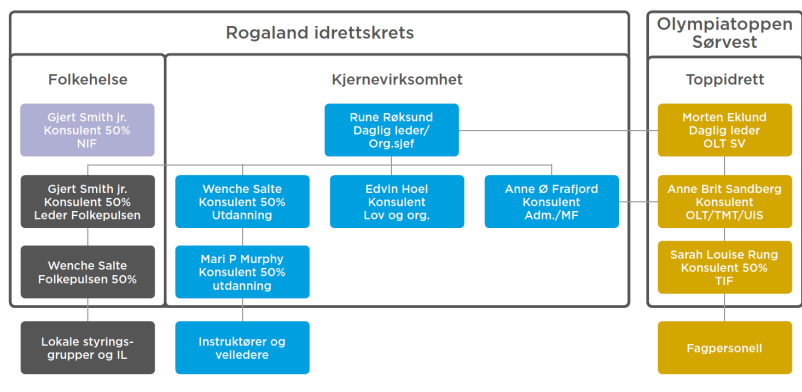 Rogaland idrettskrets
Olympiatoppen
Sørvest
Folkehelse
Kjernevirksomhet
Toppidrett
Gjert Smith jr.
Konsulent 50%
NIF
Rune Røksund
Daglig leder/
Org.sjef
Morten Eklund
Daglig leder
OLT SV
Gjert Smith jr.
Konsulent 50%
Leder Folkepulsen
Wenche Salte
Konsulent 50%
Utdanning
Edvin Hoel
Konsulent
Lov og org.
Anne Ø Frafjord
Konsulent
Adm./MF
Anne Brit Sandberg
Konsulent
OLT/TMT/UiS
Wenche Salte
Folkepulsen 50%
Mari P Murphy
Konsulent 50%
utdanning
Sarah Louise Rung
Konsulent 50%
TIF
Lokale styrings-
grupper og IL
Instruktører og
veiledere
Fagpersonell